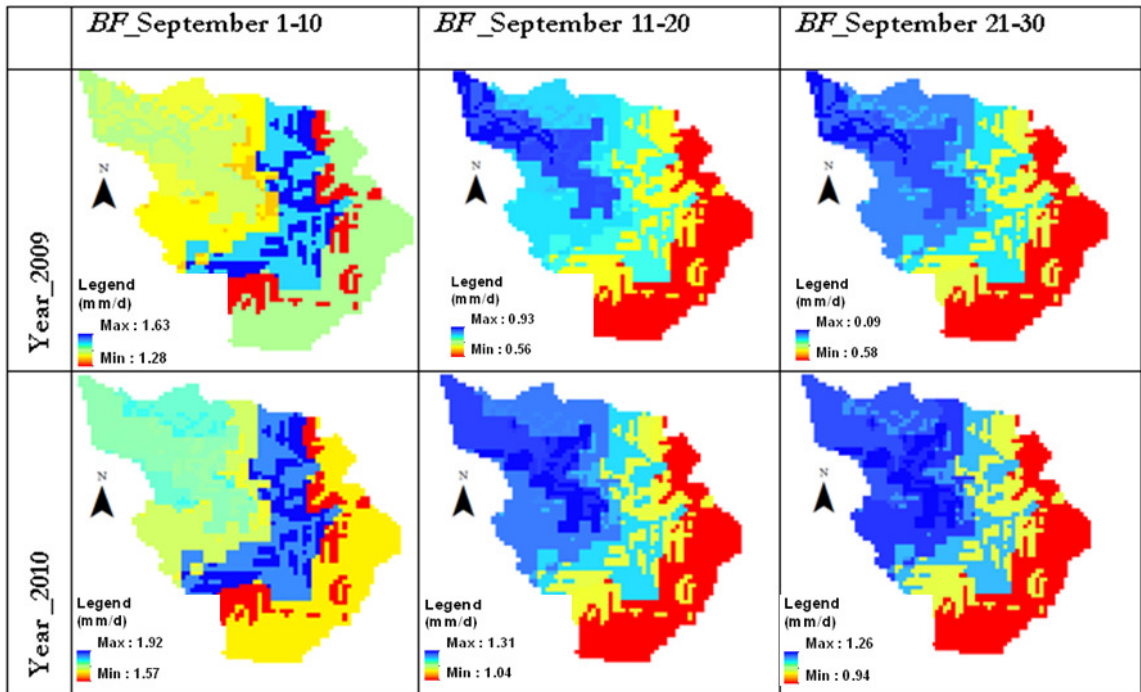 BF_September 1-10
BF_September 11-20
BF_September 21-30
Year_2009
N
Legend
(mm/d)
Max : 1.63
Min : 1.28
N
Legend
(mm/d)
Max : 0.93
Min : 0.56
N
Legend
(mm/d)
Max : 0.09
Min : 0.58
Year_2010
N
Legend
(mm/d)
Max : 1.92
Min : 1.57
N
Legend
(mm/d)
Max : 1.31
Min : 1.04
N
Legend
(mm/d)
Max : 1.26
Min : 0.94